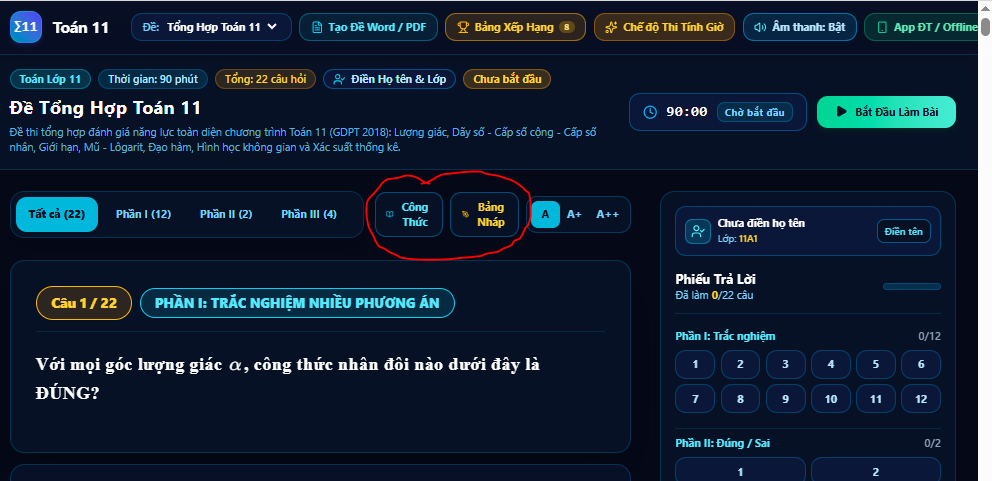 Σ11 Toán 11 Đề: Tổng Hợp Toán 11 Tạo Đề Word / PDF Bảng Xếp Hạng 8 Chế độ Thi Tính Giờ Âm thanh: Bật App ĐT / Offline
Toán Lớp 11 Thời gian: 90 phút Tổng: 22 câu hỏi Điền Họ tên & Lớp Chưa bắt đầu
Đề Tổng Hợp Toán 11
Đề thi tổng hợp đánh giá năng lực toàn diện chương trình Toán 11 (GDPT 2018): Lượng giác, Dãy số - Cấp số cộng - Cấp số
nhân, Giới hạn, Mũ - Lôgarit, Đạo hàm, Hình học không gian và Xác suất thống kê.
90:00 Chờ bắt đầu Bắt Đầu Làm Bài
Tất cả (22) Phần I (12) Phần II (2) Phần III (4)
Công
Thức
Bảng
Nháp
A A+ A++
Câu 1 / 22 PHẦN I: TRẮC NGHIỆM NHIỀU PHƯƠNG ÁN
Với mọi góc lượng giác α, công thức nhân đôi nào dưới đây là
ĐÚNG?
Chưa điền họ tên
Lớp: 11A1
Điền tên
Phiếu Trả Lời
Đã làm 0/22 câu
Phần I: Trắc nghiệm 0/12
1 2 3 4 5 6
7 8 9 10 11 12
Phần II: Đúng / Sai 0/2
1 2